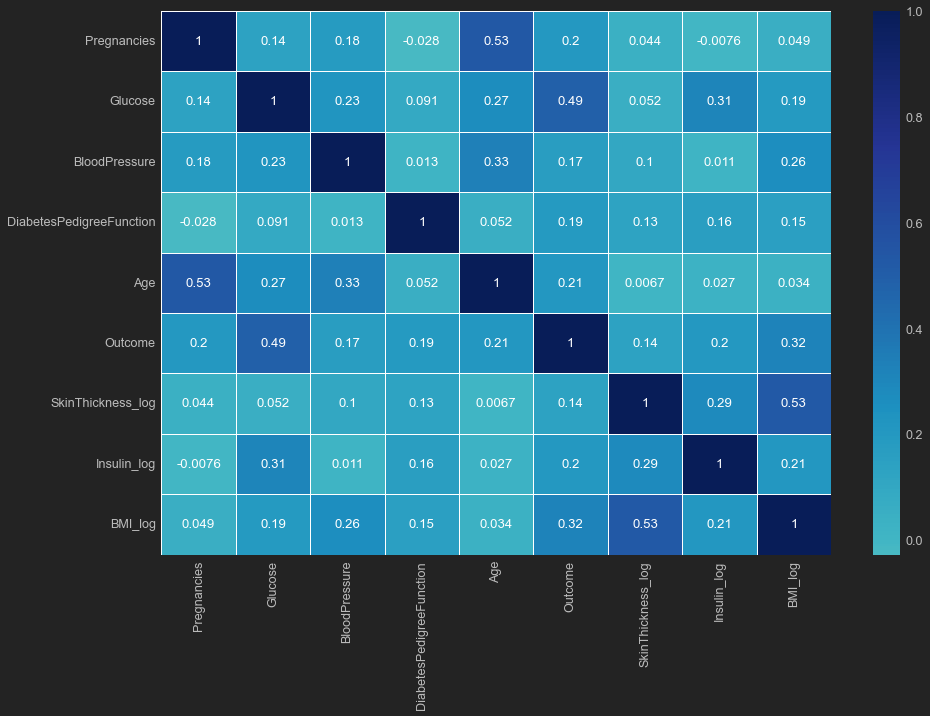 Pregnancies 1 0.14 0.18 -0.028 0.53 0.2 0.044 -0.0076 0.049
Glucose 0.14 1 0.23 0.091 0.27 0.49 0.052 0.31 0.19
BloodPressure 0.18 0.23 1 0.013 0.33 0.17 0.1 0.011 0.26
DiabetesPedigreeFunction -0.028 0.091 0.013 1 0.052 0.19 0.13 0.16 0.15
Age 0.53 0.27 0.33 0.052 1 0.21 0.0067 0.027 0.034
Outcome 0.2 0.49 0.17 0.19 0.21 1 0.14 0.2 0.32
SkinThickness_log 0.044 0.052 0.1 0.13 0.0067 0.14 1 0.29 0.53
Insulin_log -0.0076 0.31 0.011 0.16 0.027 0.2 0.29 1 0.21
BMI_log 0.049 0.19 0.26 0.15 0.034 0.32 0.53 0.21 1
Pregnancies
Glucose
BloodPressure
DiabetesPedigreeFunction
Age
Outcome
SkinThickness_log
Insulin_log
BMI_log
1.0
0.8
0.6
0.4
0.2
0.0